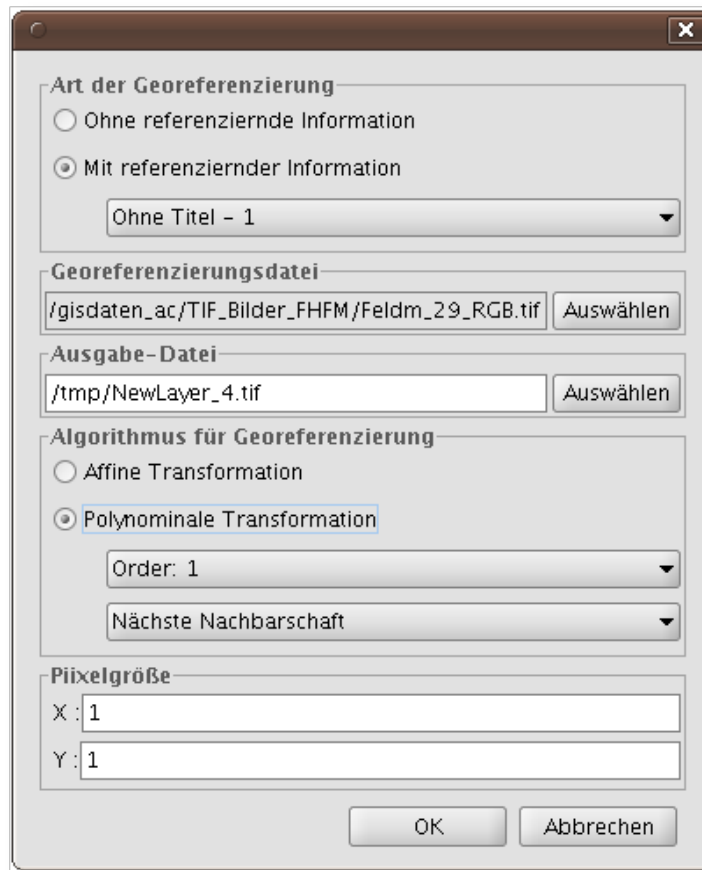 Art der Georeferenzierung
Ohne referenziernde Information
Mit referenziernder Information
Ohne Titel - 1
Georeferenzierungsdatei
/gisdaten_ac/TIF_Bilder_FHFM/Feldm_29_RGB.tif Auswählen
Ausgabe-Datei
/tmp/NewLayer_4.tif Auswählen
Algorithmus für Georeferenzierung
Affine Transformation
Polynominale Transformation
Order: 1
Nächste Nachbarschaft
Piixelgröße
X : 1
Y : 1
OK Abbrechen